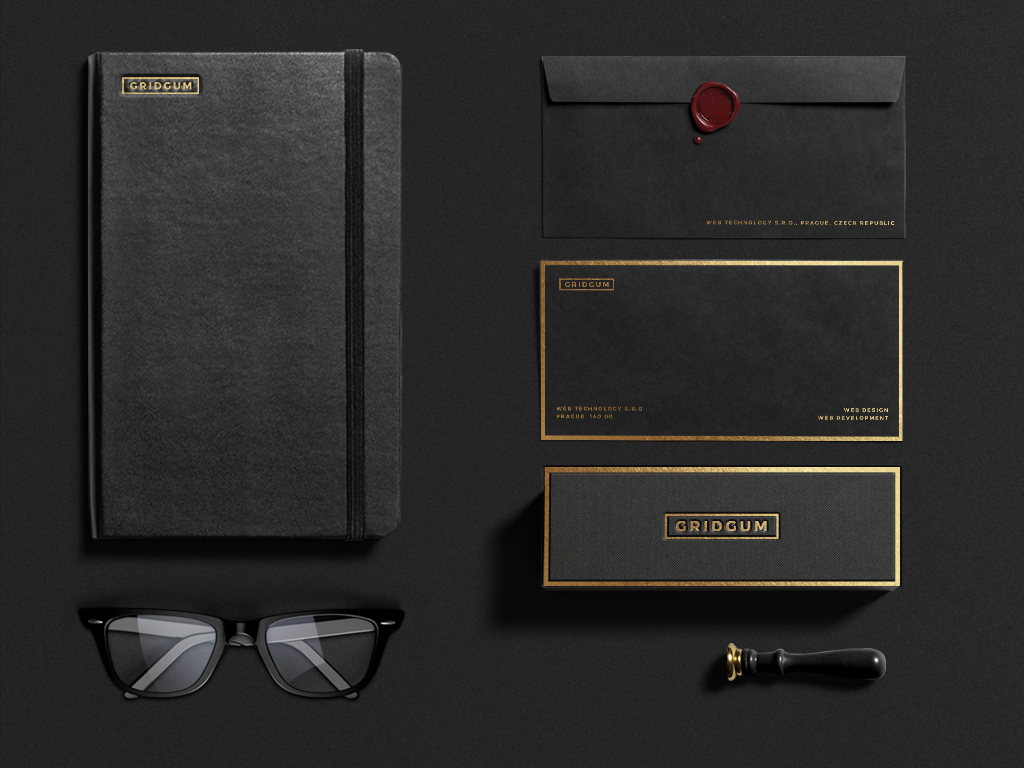 GRIDGUM
WEB TECHNOLOGY S.R.O., PRAGUE, CZECH REPUBLIC
GRIDGUM
WEB TECHNOLOGY S.R.O
PRAGUE 140 00
WEB DESIGN
WEB DEVELOPMENT
GRIDGUM